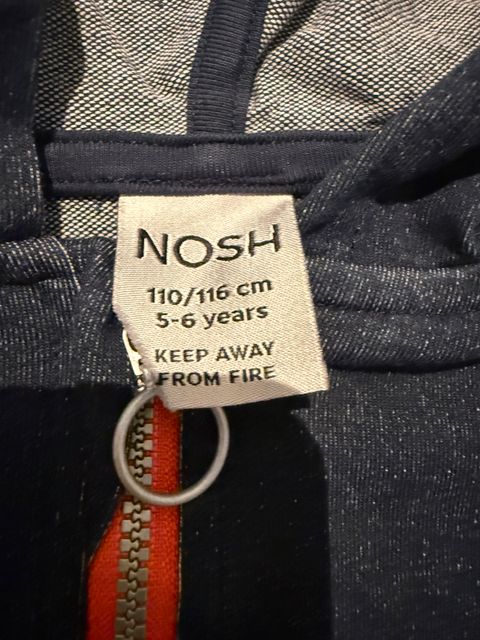 NOSH
110/116 cm
5-6 years
KEEP AWAY
FROM FIRE